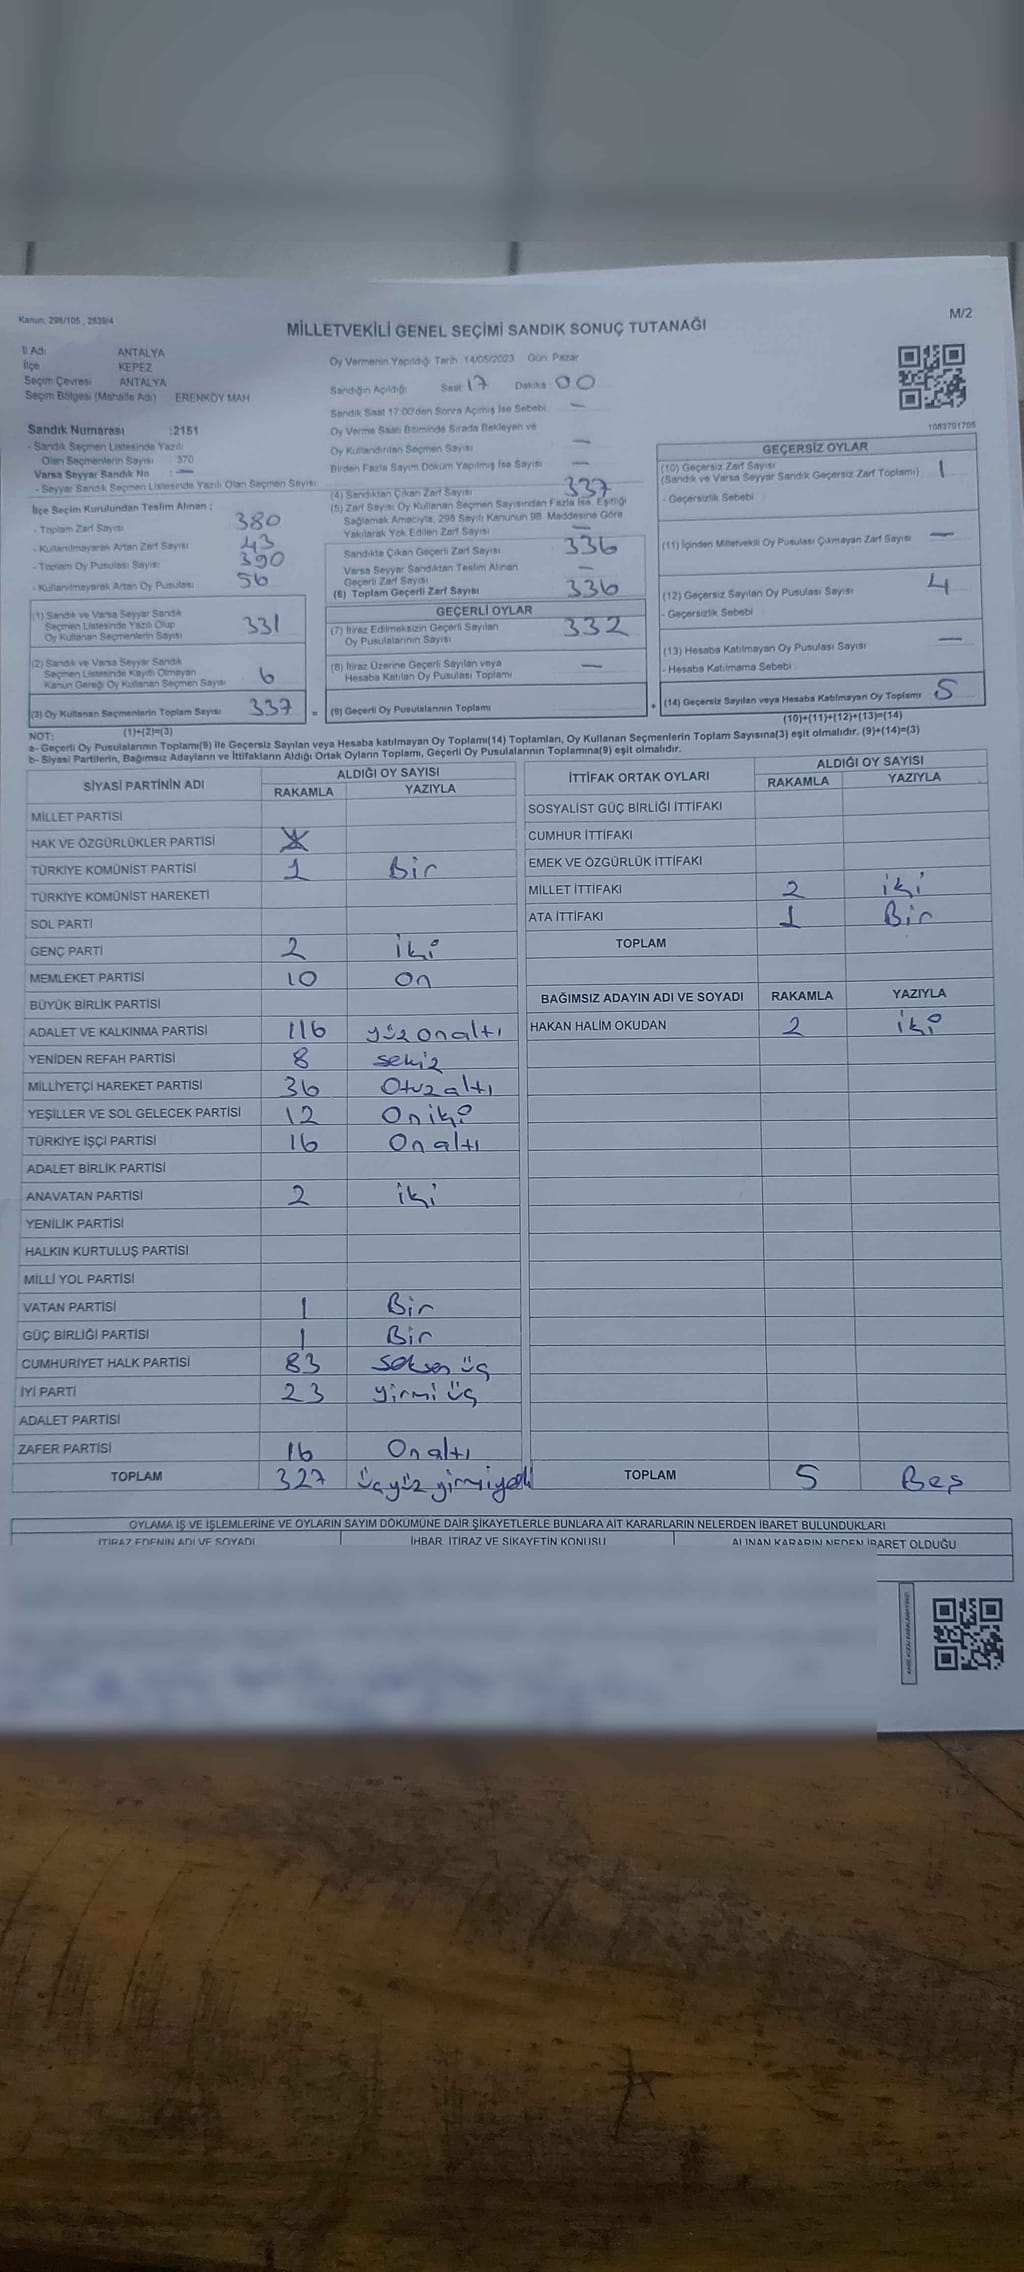 Kanun, 298/105 , 2839/4
MİLLETVEKİLİ GENEL SEÇİMİ SANDIK SONUÇ TUTANAĞI
M/2
İl Adı ANTALYA
İlçe KEPEZ
Seçim Çevresi ANTALYA
Seçim Bölgesi (Mahalle Adı) ERENKÖY MAH
Sandık Numarası :2151
- Sandık Seçmen Listesinde Yazılı
Olan Seçmenlerin Sayısı 370
Varsa Seyyar Sandık No : —
- Seyyar Sandık Seçmen Listesinde Yazılı Olan Seçmen Sayısı
İlçe Seçim Kurulundan Teslim Alınan ;
- Toplam Zarf Sayısı 380
- Kullanılmayarak Artan Zarf Sayısı 43
- Toplam Oy Pusulası Sayısı 390
- Kullanılmayarak Artan Oy Pusulası 56
(1) Sandık ve Varsa Seyyar Sandık
Seçmen Listesinde Yazılı Olup
Oy Kullanan Seçmenlerin Sayısı 331
(2) Sandık ve Varsa Seyyar Sandık
Seçmen Listesinde Kayıtlı Olmayan
Kanun Gereği Oy Kullanan Seçmen Sayısı 6
(3) Oy Kullanan Seçmenlerin Toplam Sayısı 337
(1)+(2)=(3)
Oy Vermenin Yapıldığı Tarih 14/05/2023 Gün: Pazar
Sandığın Açıldığı Saat 17 Dakika 00
Sandık Saat 17:00'den Sonra Açılmış İse Sebebi —
Oy Verme Saati Bitiminde Sırada Bekleyen ve
Oy Kullandırılan Seçmen Sayısı —
Birden Fazla Sayım Döküm Yapılmış İse Sayısı —
(4) Sandıktan Çıkan Zarf Sayısı 337
(5) Zarf Sayısı Oy Kullanan Seçmen Sayısından Fazla İse, Eşitliği
Sağlamak Amacıyla, 298 Sayılı Kanunun 98. Maddesine Göre
Yakılarak Yok Edilen Zarf Sayısı —
Sandıkta Çıkan Geçerli Zarf Sayısı 336
Varsa Seyyar Sandıktan Teslim Alınan
Geçerli Zarf Sayısı —
(6) Toplam Geçerli Zarf Sayısı 336
GEÇERLİ OYLAR
(7) İtiraz Edilmeksizin Geçerli Sayılan
Oy Pusulalarının Sayısı 332
(8) İtiraz Üzerine Geçerli Sayılan veya
Hesaba Katılan Oy Pusulası Toplamı —
= (9) Geçerli Oy Pusulalarının Toplamı +
1083701705
GEÇERSİZ OYLAR
(10) Geçersiz Zarf Sayısı 1
(Sandık ve Varsa Seyyar Sandık Geçersiz Zarf Toplamı)
- Geçersizlik Sebebi :
(11) İçinden Milletvekili Oy Pusulası Çıkmayan Zarf Sayısı —
(12) Geçersiz Sayılan Oy Pusulası Sayısı 4
- Geçersizlik Sebebi :
(13) Hesaba Katılmayan Oy Pusulası Sayısı —
- Hesaba Katılmama Sebebi :
(14) Geçersiz Sayılan veya Hesaba Katılmayan Oy Toplamı 5
(10)+(11)+(12)+(13)=(14)
NOT:
a- Geçerli Oy Pusulalarının Toplamı(9) ile Geçersiz Sayılan veya Hesaba katılmayan Oy Toplamı(14) Toplamları, Oy Kullanan Seçmenlerin Toplam Sayısına(3) eşit olmalıdır. (9)+(14)=(3)
b- Siyasi Partilerin, Bağımsız Adayların ve İttifakların Aldığı Ortak Oyların Toplamı, Geçerli Oy Pusulalarının Toplamına(9) eşit olmalıdır.
SİYASİ PARTİNİN ADI ALDIĞI OY SAYISI
RAKAMLA YAZIYLA
MİLLET PARTİSİ
HAK VE ÖZGÜRLÜKLER PARTİSİ
TÜRKİYE KOMÜNİST PARTİSİ 1 Bir
TÜRKİYE KOMÜNİST HAREKETİ
SOL PARTİ
GENÇ PARTİ 2 iki
MEMLEKET PARTİSİ 10 On
BÜYÜK BİRLİK PARTİSİ
ADALET VE KALKINMA PARTİSİ 116 yüz onaltı
YENİDEN REFAH PARTİSİ 8 sekiz
MİLLİYETÇİ HAREKET PARTİSİ 36 Otuzaltı
YEŞİLLER VE SOL GELECEK PARTİSİ 12 Oniki
TÜRKİYE İŞÇİ PARTİSİ 16 Onaltı
ADALET BİRLİK PARTİSİ
ANAVATAN PARTİSİ 2 iki
YENİLİK PARTİSİ
HALKIN KURTULUŞ PARTİSİ
MİLLİ YOL PARTİSİ
VATAN PARTİSİ 1 Bir
GÜÇ BİRLİĞİ PARTİSİ 1 Bir
CUMHURİYET HALK PARTİSİ 83 Seksen üç
İYİ PARTİ 23 yirmi üç
ADALET PARTİSİ
ZAFER PARTİSİ 16 Onaltı
TOPLAM 327 üçyüz yirmiyedi
İTTİFAK ORTAK OYLARI ALDIĞI OY SAYISI
RAKAMLA YAZIYLA
SOSYALİST GÜÇ BİRLİĞİ İTTİFAKI
CUMHUR İTTİFAKI
EMEK VE ÖZGÜRLÜK İTTİFAKI
MİLLET İTTİFAKI 2 iki
ATA İTTİFAKI 1 Bir
TOPLAM
BAĞIMSIZ ADAYIN ADI VE SOYADI RAKAMLA YAZIYLA
HAKAN HALİM OKUDAN 2 iki
TOPLAM 5 Beş
OYLAMA İŞ VE İŞLEMLERİNE VE OYLARIN SAYIM DÖKÜMÜNE DAİR ŞİKAYETLERLE BUNLARA AİT KARARLARIN NELERDEN İBARET BULUNDUKLARI
İTİRAZ EDENİN ADI VE SOYADI İHBAR, İTİRAZ VE ŞİKAYETİN KONUSU ALINAN KARARIN NEDEN İBARET OLDUĞU